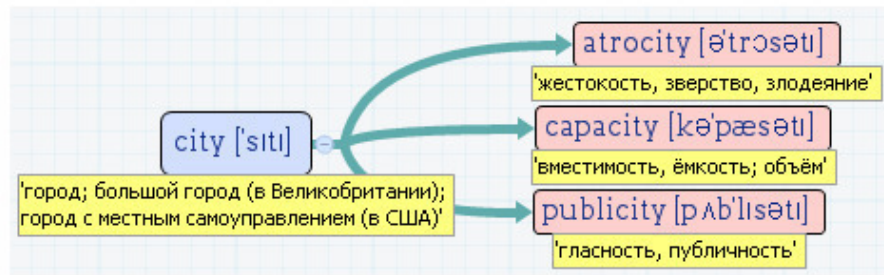 atrocity [ə'trɔsətɪ]
'жестокость, зверство, злодеяние'
city ['sɪtɪ]
'город; большой город (в Великобритании);
город с местным самоуправлением (в США)'
capacity [kə'pæsətɪ]
'вместимость, ёмкость; объём'
publicity [pʌb'lɪsətɪ]
'гласность, публичность'